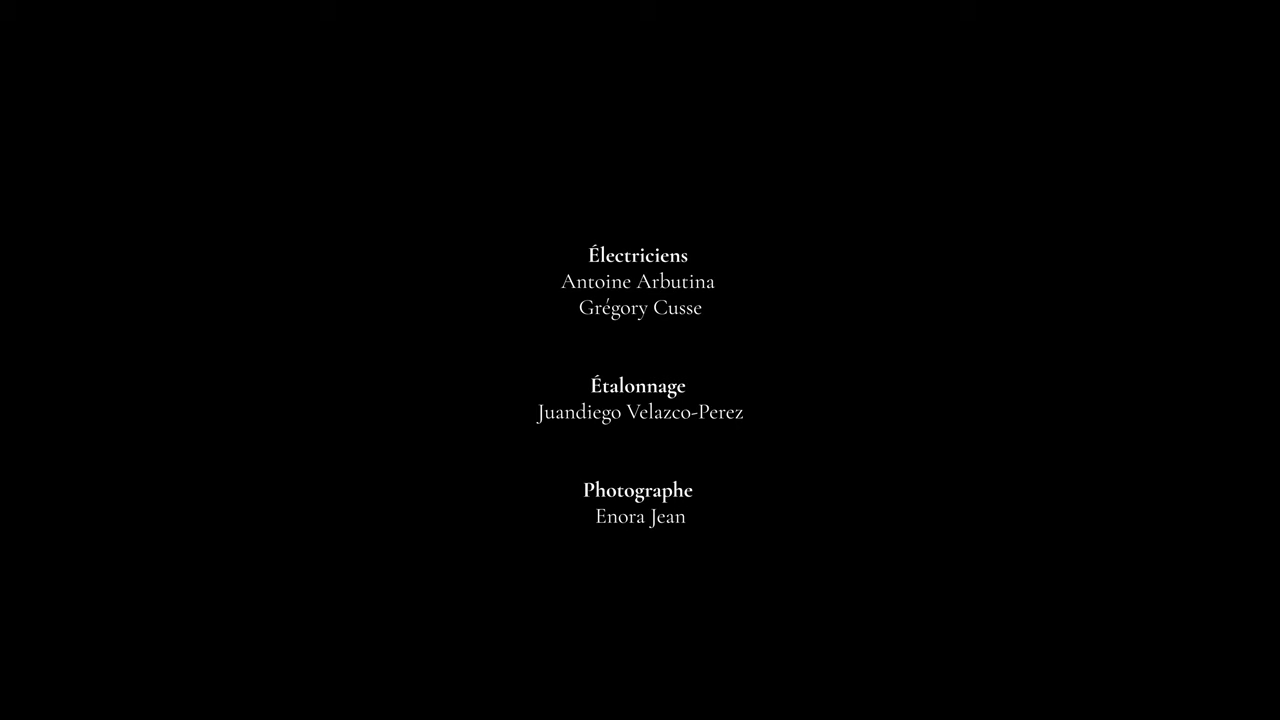 Électriciens
Antoine Arbutina
Grégory Cusse
Étalonnage
Juandiego Velazco-Perez
Photographe
Enora Jean